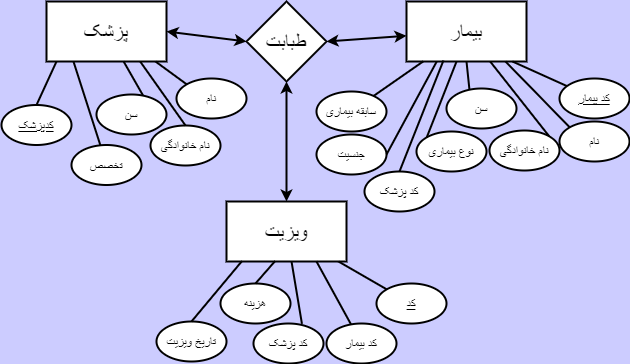 بیمار
طبابت
پزشک
کد بیمار
نام
نام خانوادگی
سن
نوع بیماری
کد پزشک
جنسیت
سابقه بیماری
نام
نام خانوادگی
سن
تخصص
کدپزشک
ویزیت
کد
کد بیمار
کد پزشک
هزینه
تاریخ ویزیت